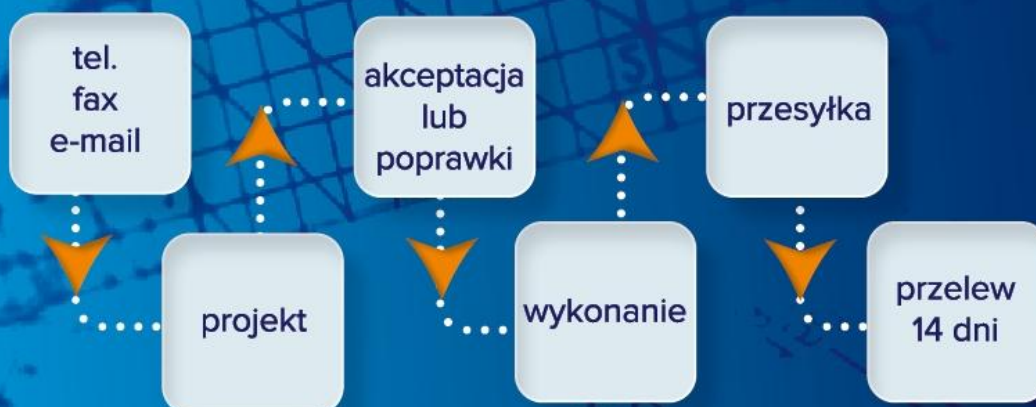 tel.
fax
e-mail
projekt
akceptacja
lub
poprawki
wykonanie
przesyłka
przelew
14 dni